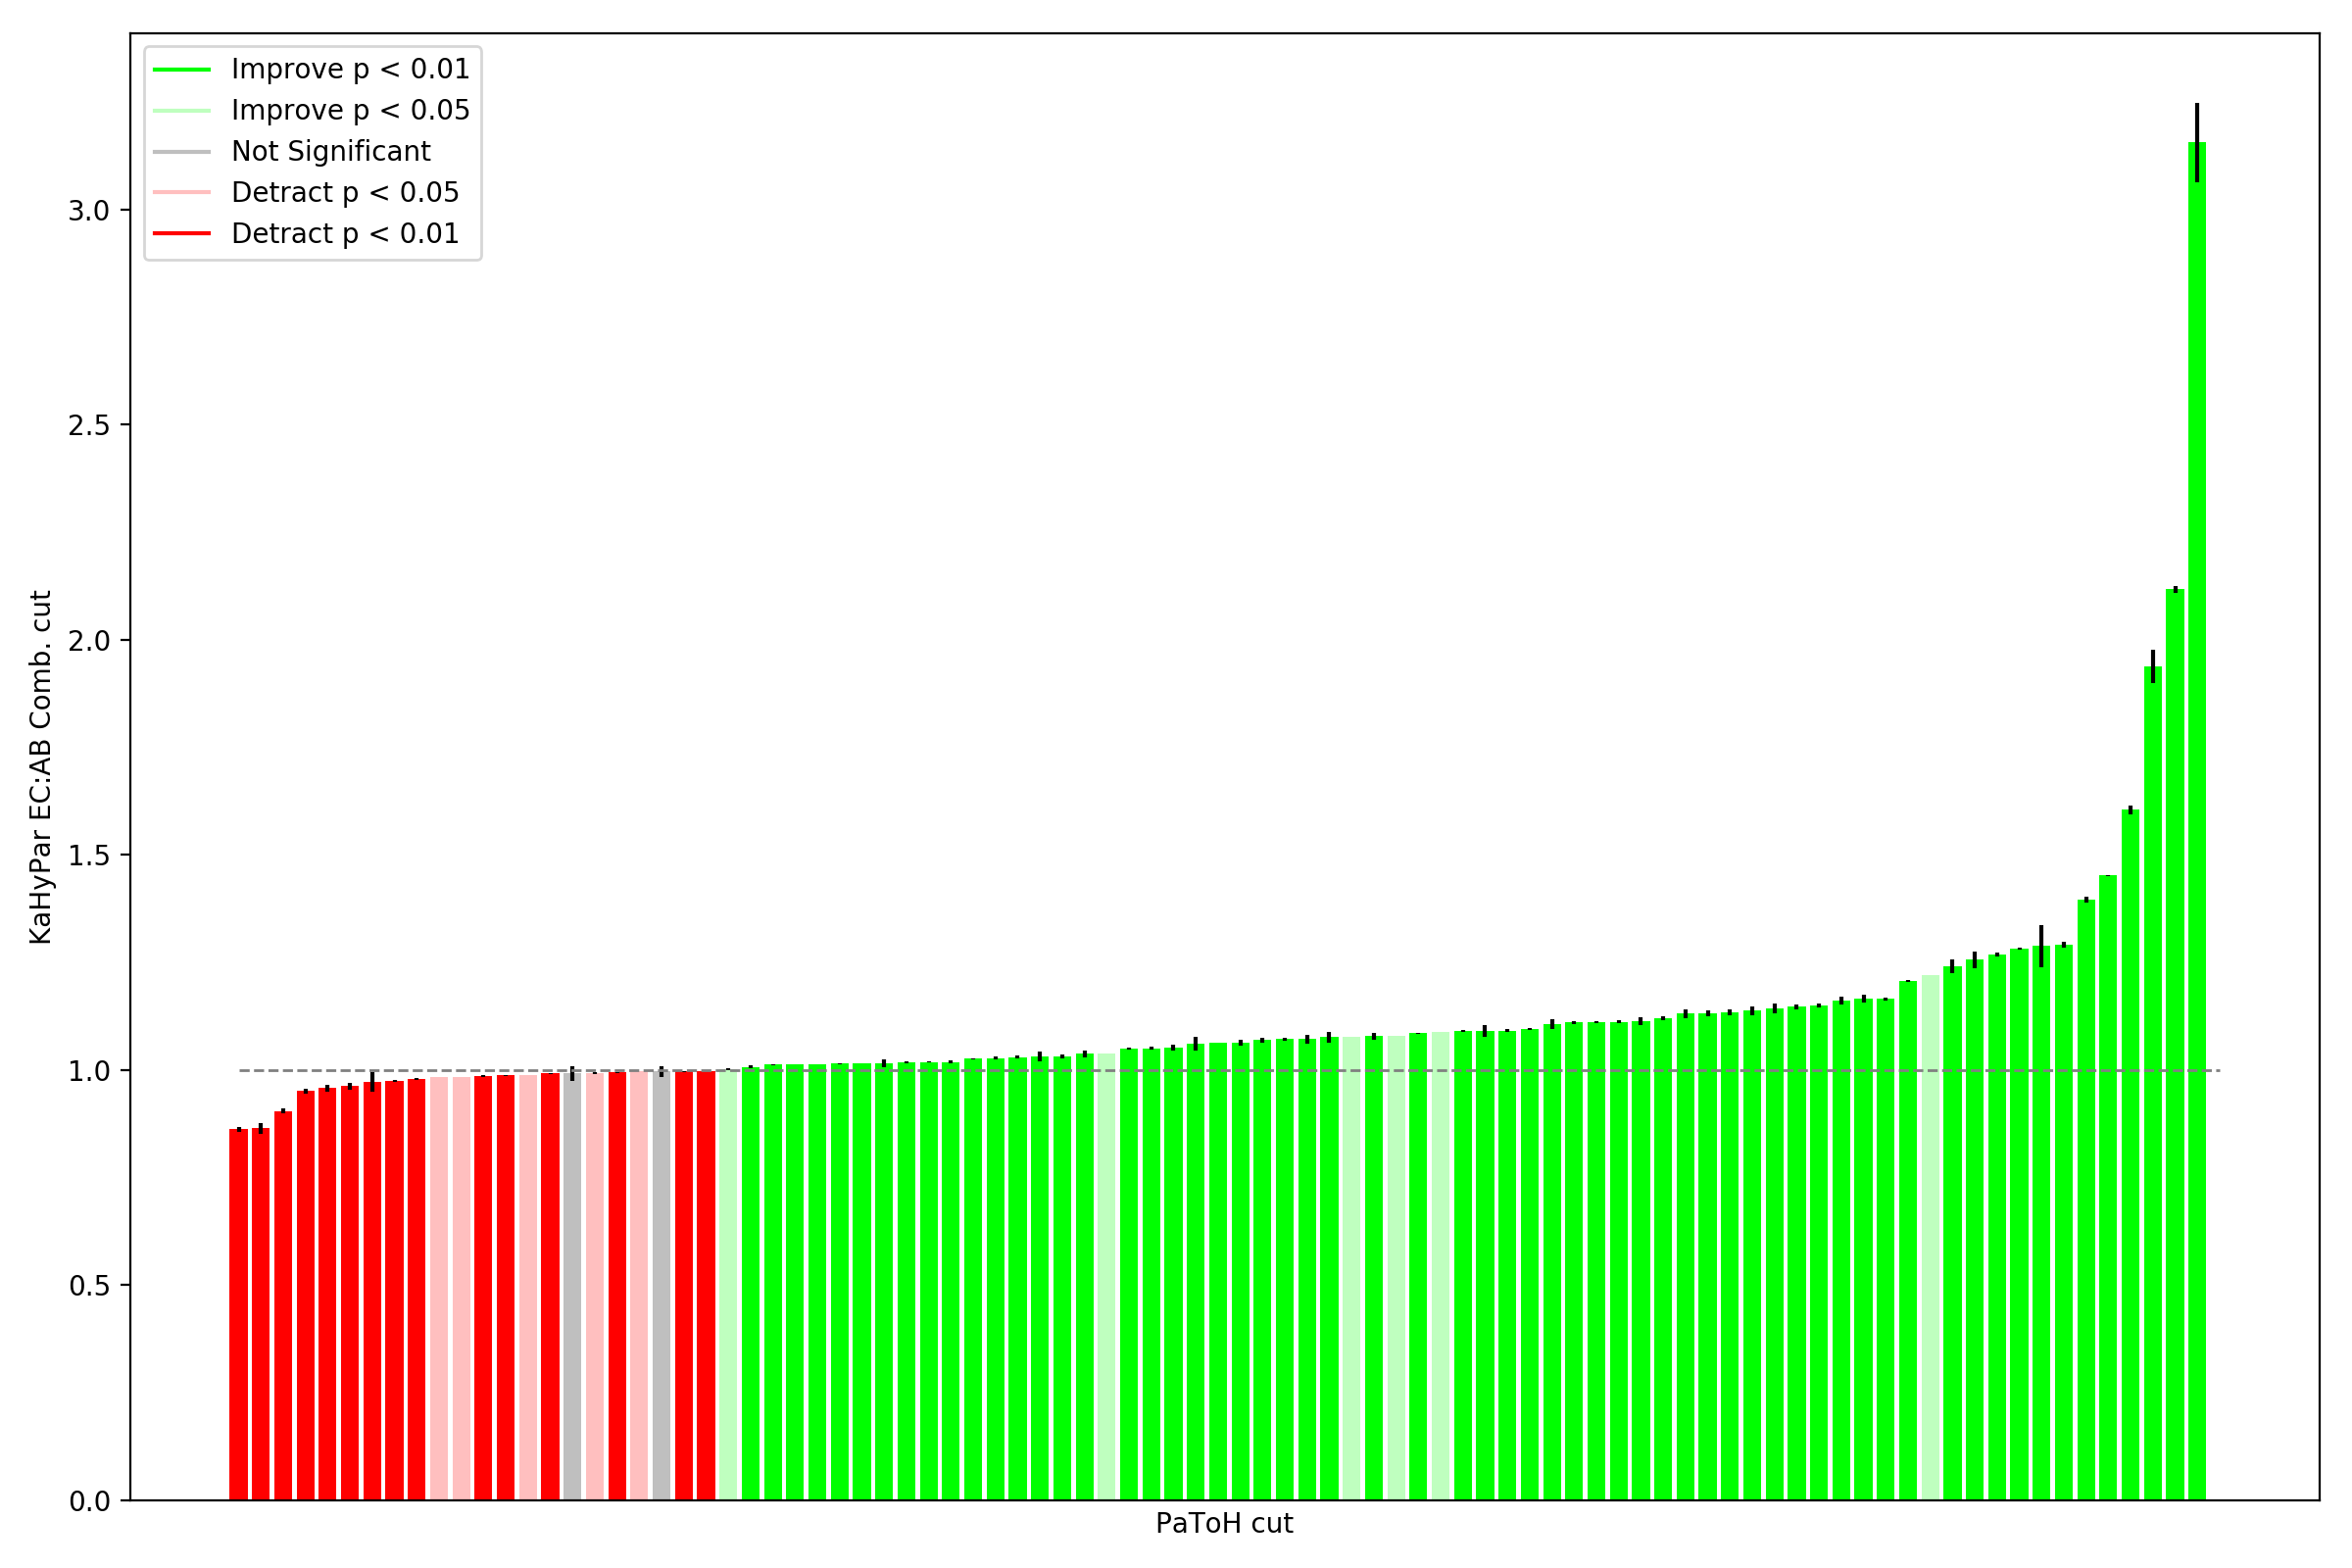 Improve p < 0.01
Improve p < 0.05
Not Significant
Detract p < 0.05
Detract p < 0.01
3.0
2.5
2.0
1.5
1.0
0.5
0.0
KaHyPar EC:AB Comb. cut
PaToH cut